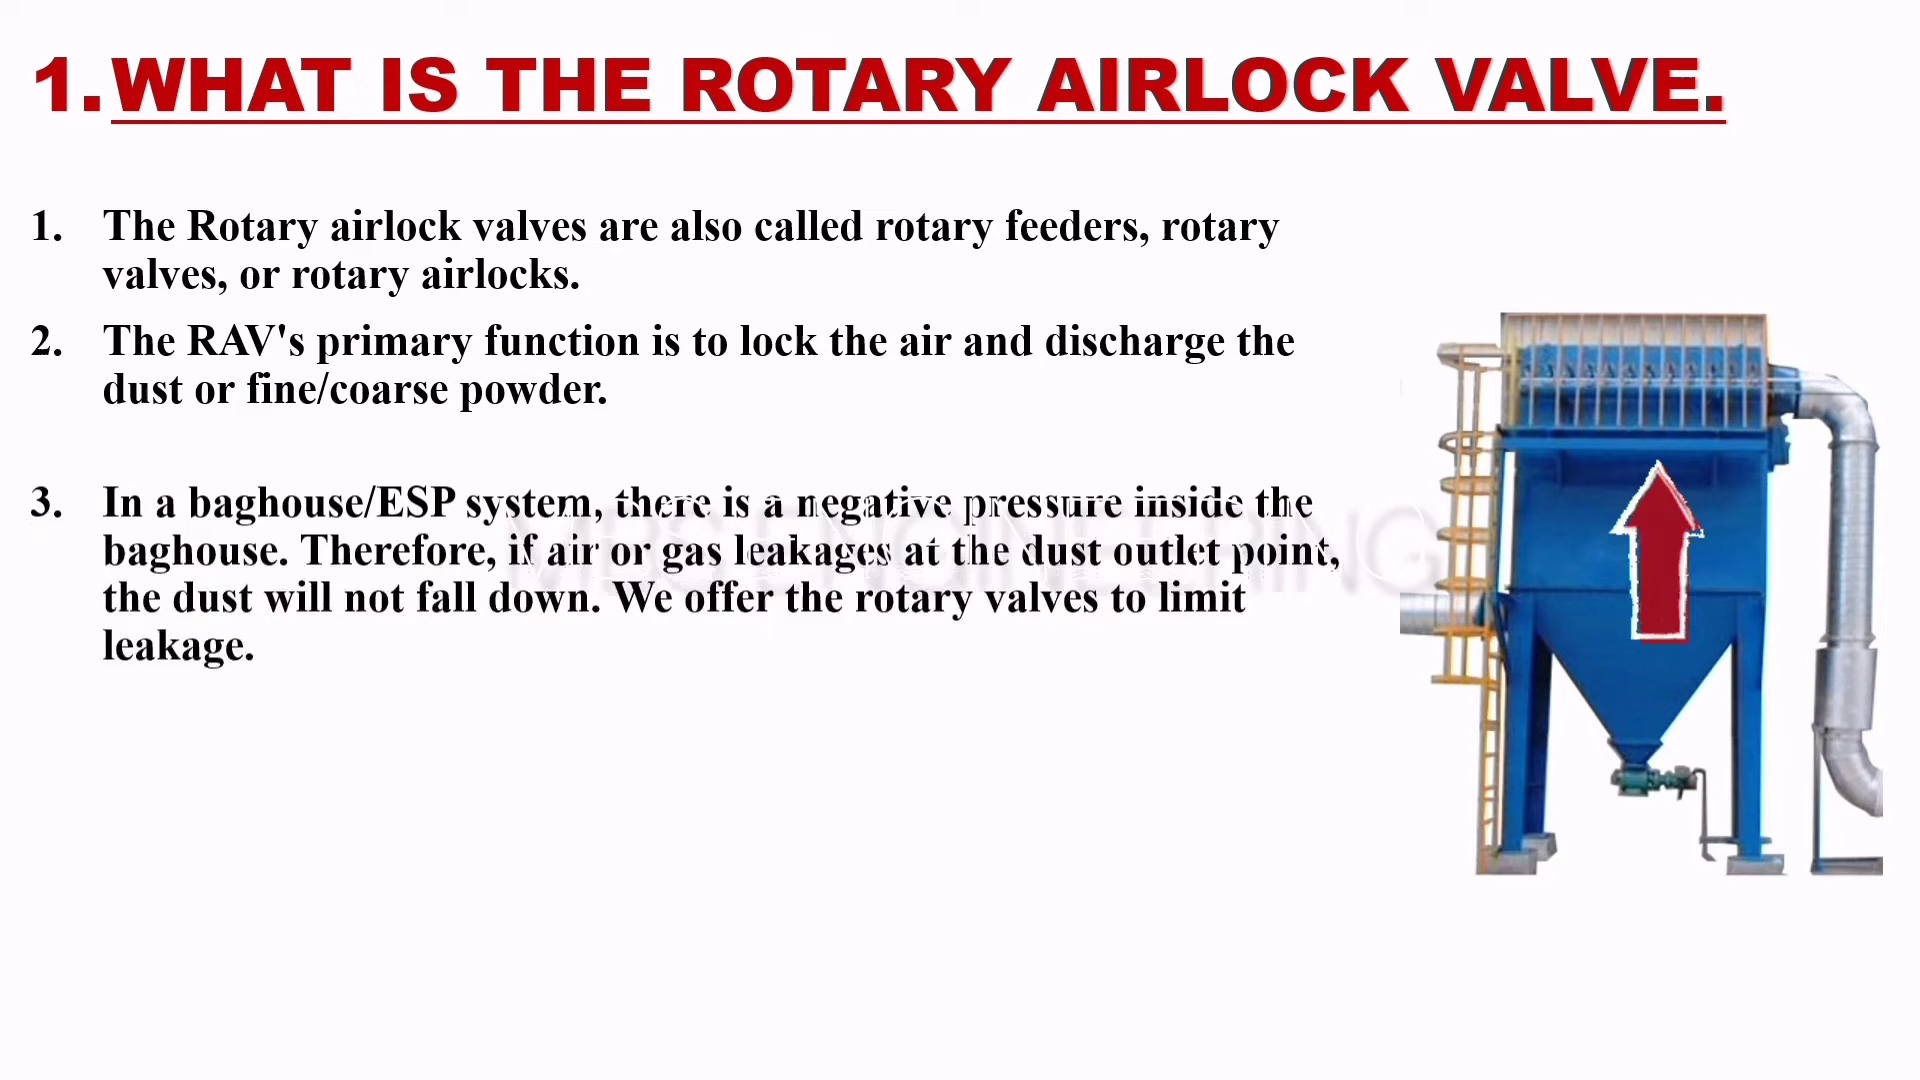 1. WHAT IS THE ROTARY AIRLOCK VALVE.
1. The Rotary airlock valves are also called rotary feeders, rotary
valves, or rotary airlocks.
2. The RAV's primary function is to lock the air and discharge the
dust or fine/coarse powder.
3. In a baghouse/ESP system, there is a negative pressure inside the
baghouse. Therefore, if air or gas leakages at the dust outlet point,
the dust will not fall down. We offer the rotary valves to limit
leakage.
MBS ENGINEERING